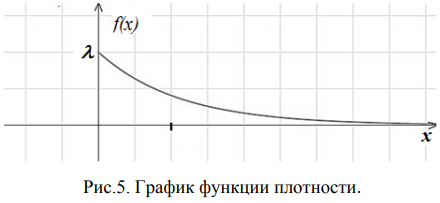 f(x)
λ
x
Рис.5. График функции плотности.